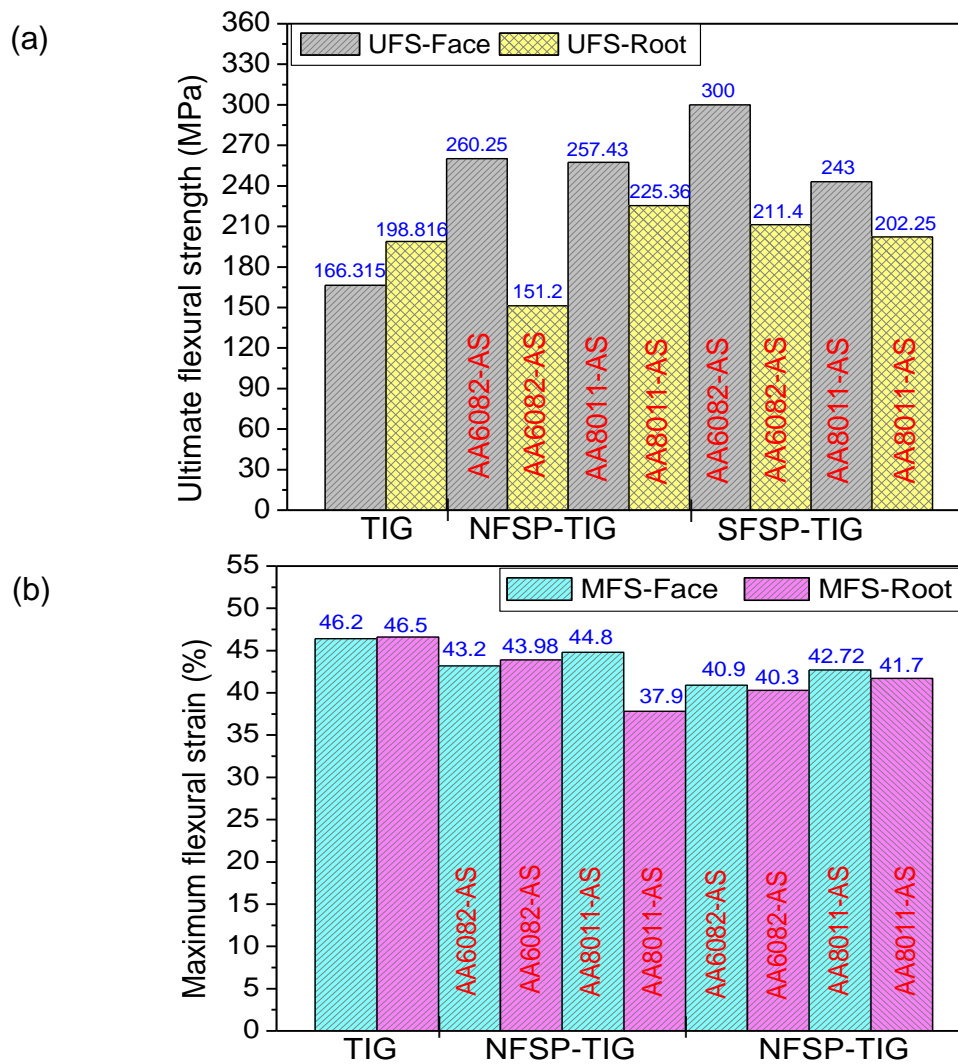 (a)
UFS-Face UFS-Root
Ultimate flexural strength (MPa)
360
330
300
270
240
210
180
150
120
90
60
30
0
166.315
198.816
260.25
151.2
257.43
225.36
300
211.4
243
202.25
AA6082-AS
AA6082-AS
AA8011-AS
AA8011-AS
AA6082-AS
AA6082-AS
AA8011-AS
AA8011-AS
TIG NFSP-TIG SFSP-TIG
(b)
MFS-Face MFS-Root
Maximum flexural strain (%)
55
50
45
40
35
30
25
20
15
10
5
0
46.2
46.5
43.2
43.98
44.8
37.9
40.9
40.3
42.72
41.7
AA6082-AS
AA6082-AS
AA8011-AS
AA8011-AS
AA6082-AS
AA6082-AS
AA8011-AS
AA8011-AS
TIG NFSP-TIG NFSP-TIG